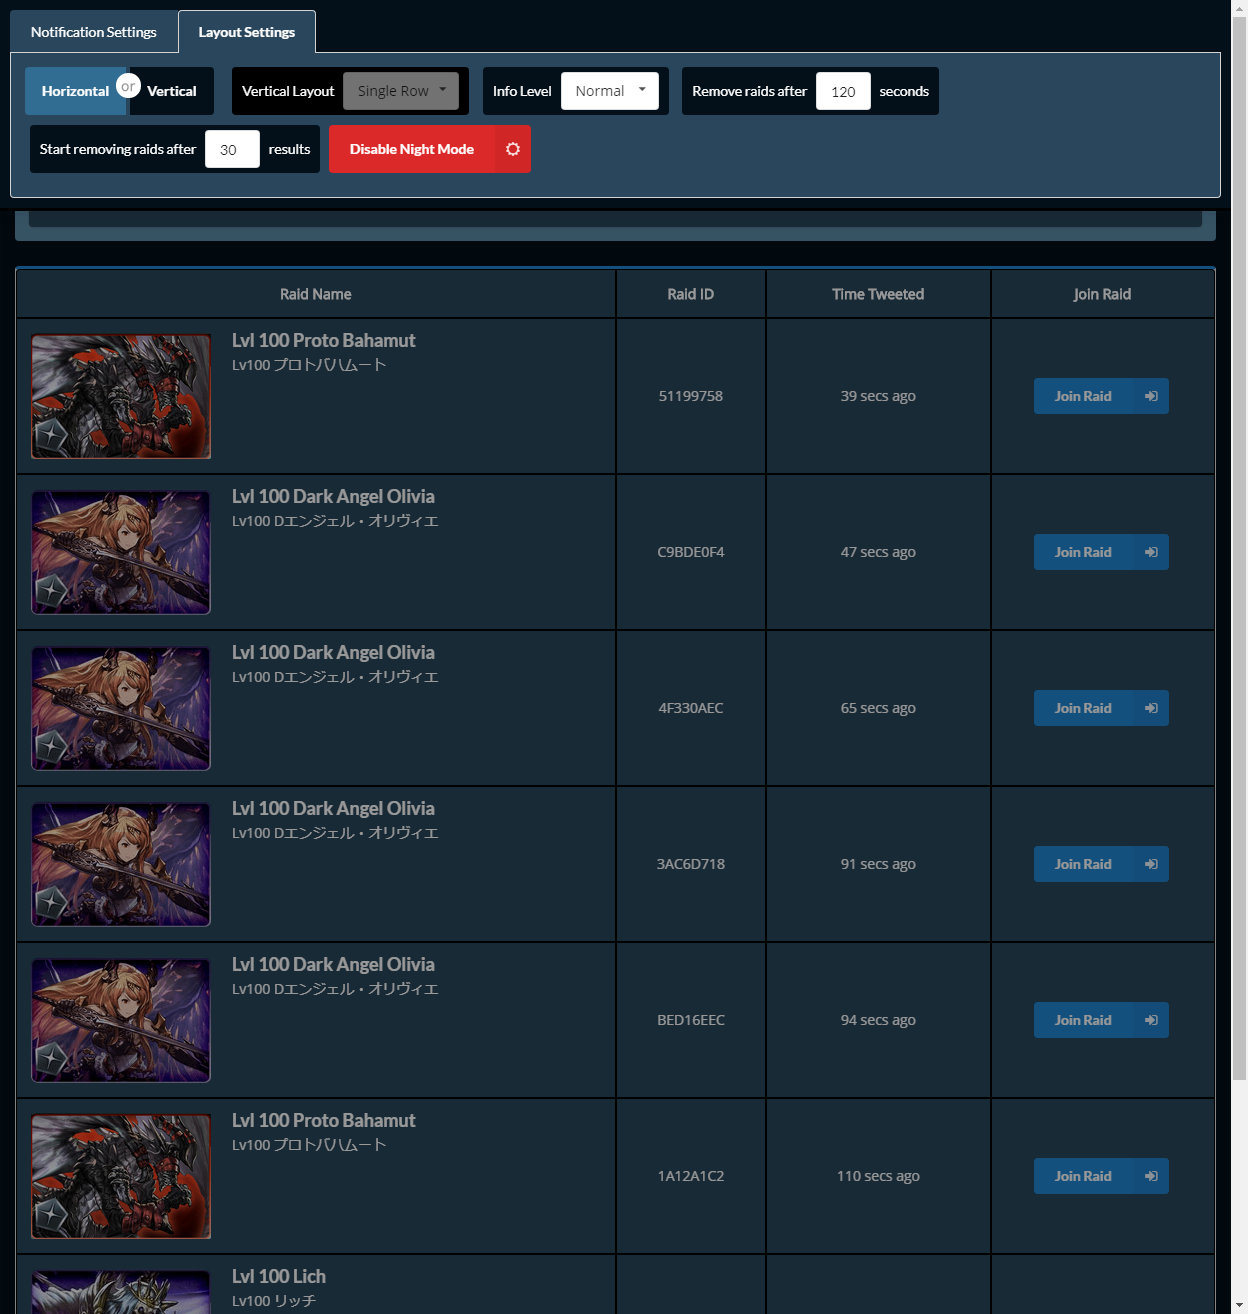 Notification Settings
Layout Settings
Horizontal or Vertical
Vertical Layout Single Row
Info Level Normal
Remove raids after 120 seconds
Start removing raids after 30 results
Disable Night Mode
Raid Name Raid ID Time Tweeted Join Raid
Lvl 100 Proto Bahamut
Lv100 プロトバハムート
51199758 39 secs ago Join Raid
Lvl 100 Dark Angel Olivia
Lv100 Dエンジェル・オリヴィエ
C9BDE0F4 47 secs ago Join Raid
Lvl 100 Dark Angel Olivia
Lv100 Dエンジェル・オリヴィエ
4F330AEC 65 secs ago Join Raid
Lvl 100 Dark Angel Olivia
Lv100 Dエンジェル・オリヴィエ
3AC6D718 91 secs ago Join Raid
Lvl 100 Dark Angel Olivia
Lv100 Dエンジェル・オリヴィエ
BED16EEC 94 secs ago Join Raid
Lvl 100 Proto Bahamut
Lv100 プロトバハムート
1A12A1C2 110 secs ago Join Raid
Lvl 100 Lich
Lv100 リッチ